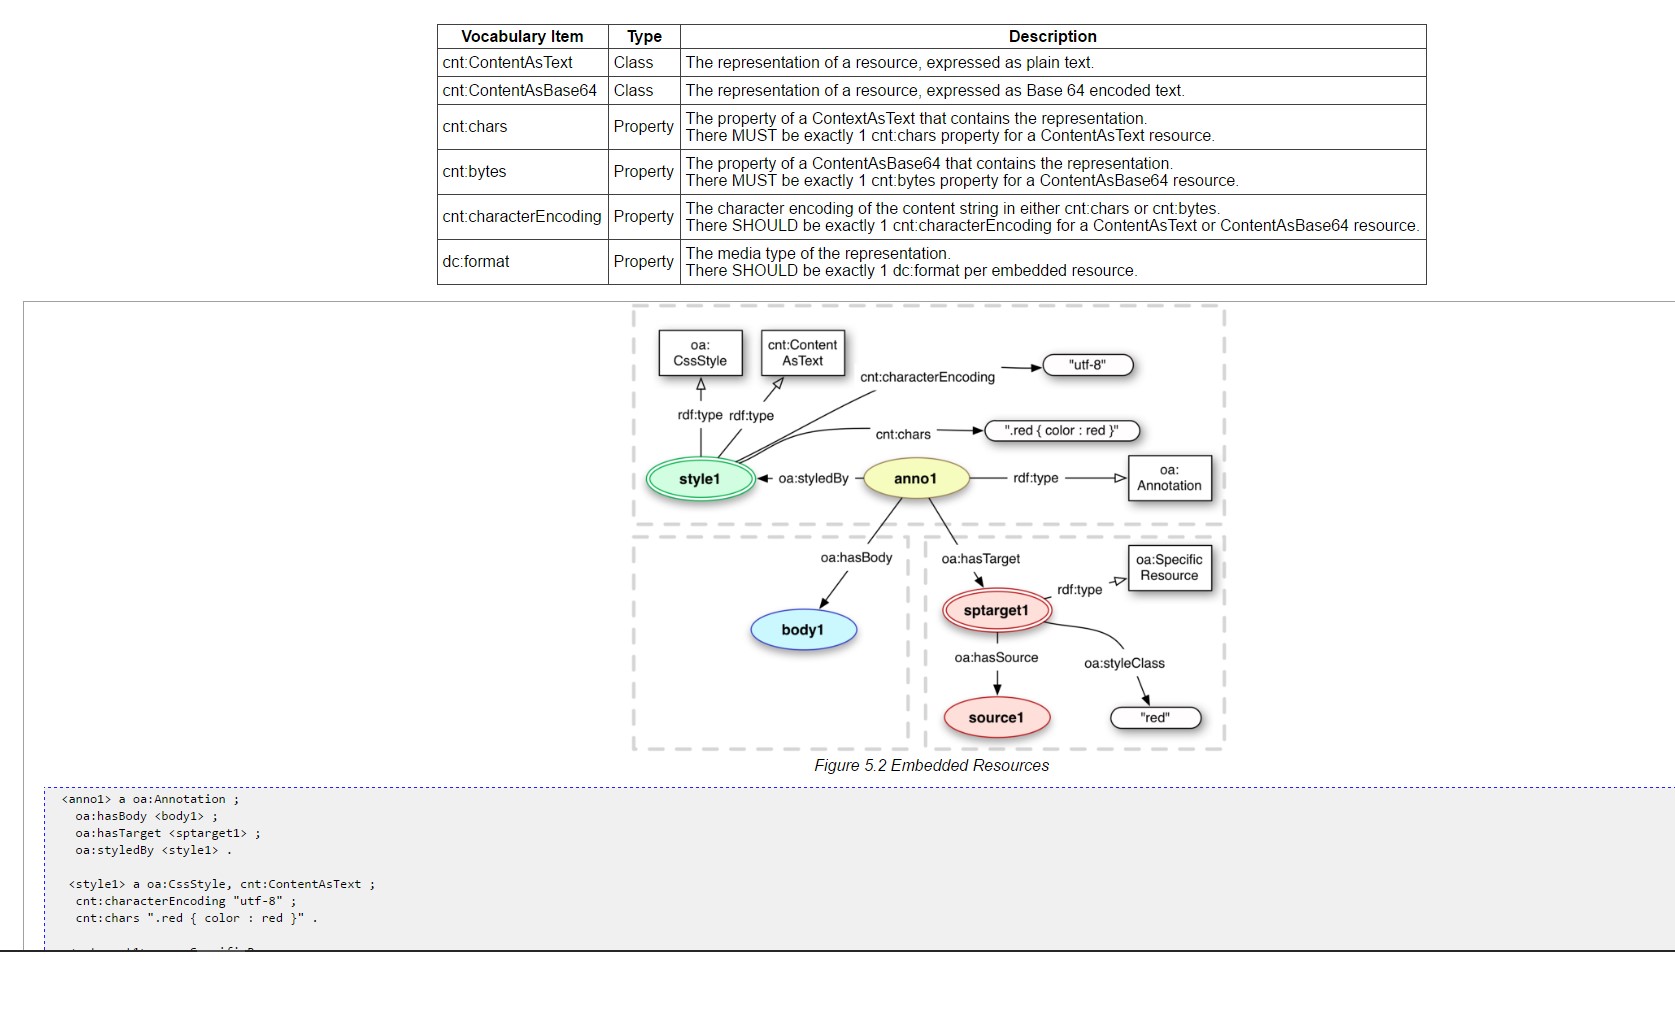 Vocabulary Item Type Description
cnt:ContentAsText Class The representation of a resource, expressed as plain text.
cnt:ContentAsBase64 Class The representation of a resource, expressed as Base 64 encoded text.
cnt:chars Property The property of a ContextAsText that contains the representation.
There MUST be exactly 1 cnt:chars property for a ContentAsText resource.
cnt:bytes Property The property of a ContentAsBase64 that contains the representation.
There MUST be exactly 1 cnt:bytes property for a ContentAsBase64 resource.
cnt:characterEncoding Property The character encoding of the content string in either cnt:chars or cnt:bytes.
There SHOULD be exactly 1 cnt:characterEncoding for a ContentAsText or ContentAsBase64 resource.
dc:format Property The media type of the representation.
There SHOULD be exactly 1 dc:format per embedded resource.
oa:
CssStyle
cnt:Content
AsText
cnt:characterEncoding
"utf-8"
rdf:type rdf:type
cnt:chars
".red { color : red }"
style1
oa:styledBy
anno1
rdf:type
oa:
Annotation
oa:hasBody
oa:hasTarget
oa:Specific
Resource
rdf:type
sptarget1
body1
oa:hasSource
oa:styleClass
source1
"red"
Figure 5.2 Embedded Resources
<anno1> a oa:Annotation ;
oa:hasBody <body1> ;
oa:hasTarget <sptarget1> ;
oa:styledBy <style1> .
<style1> a oa:CssStyle, cnt:ContentAsText ;
cnt:characterEncoding "utf-8" ;
cnt:chars ".red { color : red }" .